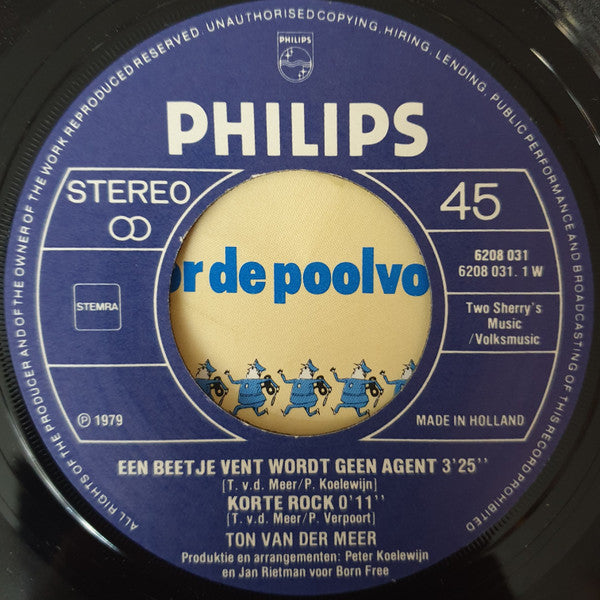 ALL RIGHTS OF THE PRODUCER AND OF THE OWNER OF THE WORK REPRODUCED RESERVED. UNAUTHORISED COPYING, HIRING, LENDING, PUBLIC PERFORMANCE AND BROADCASTING OF THIS RECORD PROHIBITED
PHILIPS
PHILIPS
STEREO
45
6208 031
6208 031. 1 W
or de poolvo
STEMRA
Two Sherry's
Music
/Volksmusic
Ⓟ 1979
MADE IN HOLLAND
EEN BEETJE VENT WORDT GEEN AGENT 3'25''
[T. v.d. Meer/P. Koelewijn]
KORTE ROCK 0'11''
[T. v.d. Meer/P. Verpoort]
TON VAN DER MEER
Produktie en arrangementen: Peter Koelewijn
en Jan Rietman voor Born Free